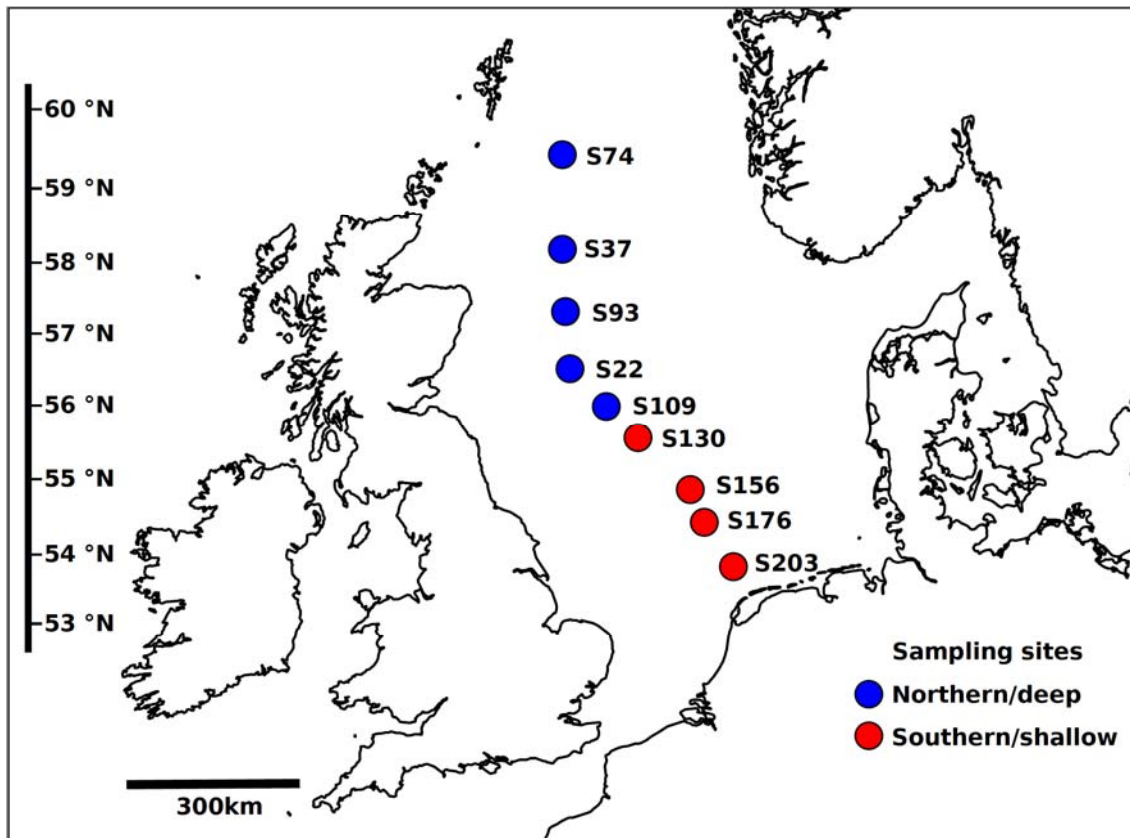 60 °N
59 °N
58 °N
57 °N
56 °N
55 °N
54 °N
53 °N
S74
S37
S93
S22
S109
S130
S156
S176
S203
Sampling sites
Northern/deep
Southern/shallow
300km